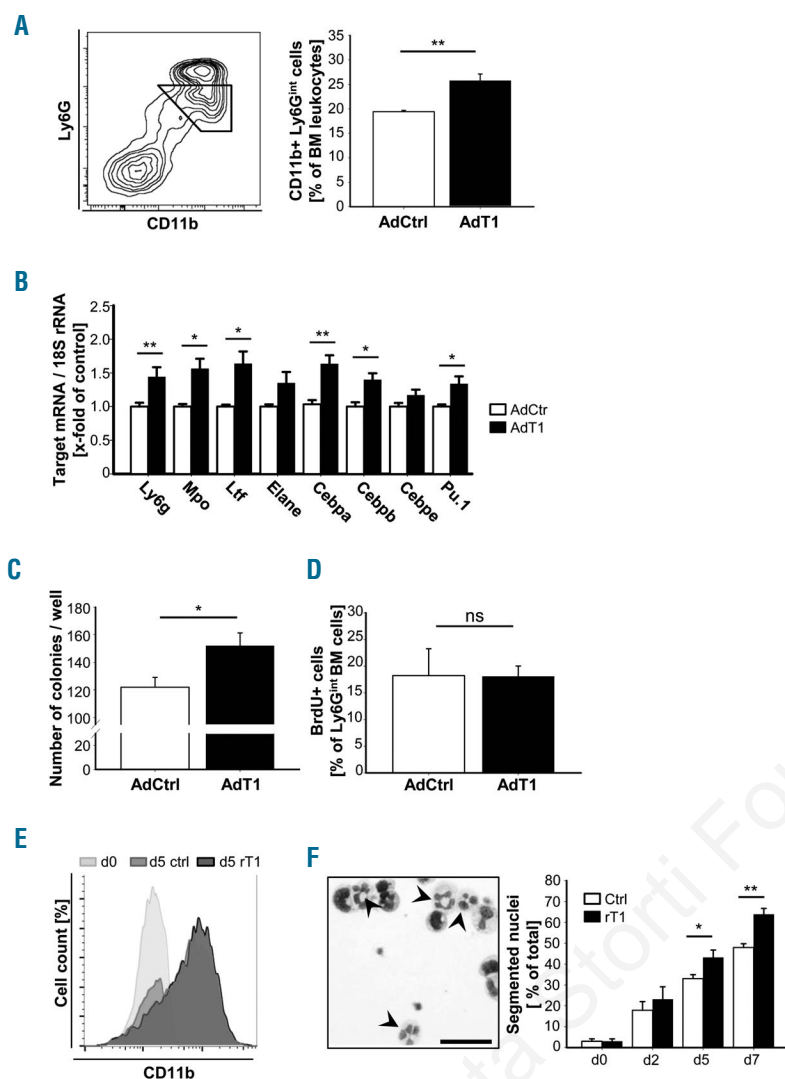 A
Ly6G
CD11b
CD11b+ Ly6Gint cells
[% of BM leukocytes]
35
30
25
20
15
10
5
0
**
AdCtrl
AdT1
B
Target mRNA / 18S rRNA
[x-fold of control]
2.5
2.0
1.5
1.0
0.5
0
** * * ** * *
Ly6g
Mpo
Ltf
Elane
Cebpa
Cebpb
Cebpe
Pu.1
AdCtr
AdT1
C
Number of colonies / well
180
160
140
120
100
20
0
*
AdCtrl
AdT1
D
BrdU+ cells
[% of Ly6Gint BM cells]
30
25
20
15
10
5
0
ns
AdCtrl
AdT1
E
d0 d5 ctrl d5 rT1
Cell count [%]
CD11b
F
Segmented nuclei
[ % of total]
80
70
60
50
40
30
20
10
0
Ctrl
rT1
*
**
d0
d2
d5
d7
Storti